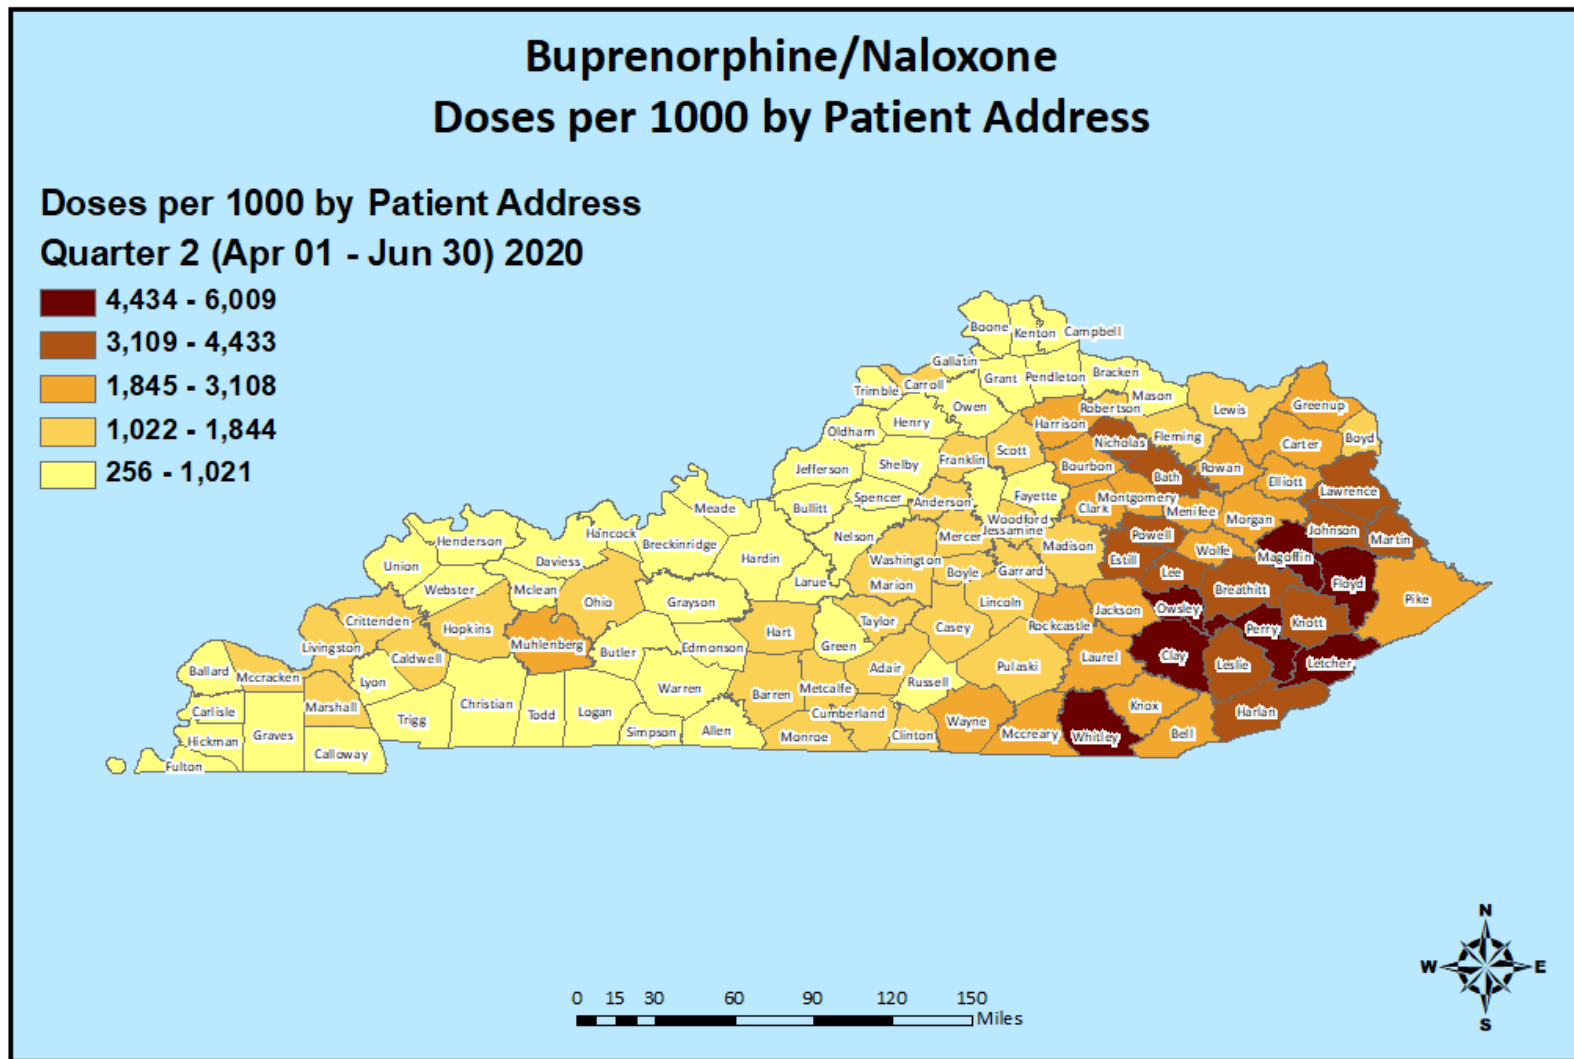 Buprenorphine/Naloxone
Doses per 1000 by Patient Address
Doses per 1000 by Patient Address
Quarter 2 (Apr 01 - Jun 30) 2020
4,434 - 6,009
3,109 - 4,433
1,845 - 3,108
1,022 - 1,844
256 - 1,021
Boone
Kenton
Campbell
Gallatin
Grant
Pendleton
Bracken
Mason
Trimble
Carroll
Owen
Robertson
Lewis
Greenup
Oldham
Henry
Harrison
Nicholas
Fleming
Carter
Boyd
Jefferson
Shelby
Franklin
Scott
Bourbon
Bath
Rowan
Elliott
Lawrence
Meade
Bullitt
Spencer
Anderson
Fayette
Woodford
Clark
Montgomery
Menifee
Morgan
Hancock
Henderson
Daviess
Breckinridge
Hardin
Nelson
Mercer
Jessamine
Madison
Powell
Johnson
Martin
Union
Webster
Mclean
Ohio
Grayson
Larue
Washington
Marion
Boyle
Garrard
Estill
Lee
Wolfe
Magoffin
Floyd
Breathitt
Pike
Crittenden
Hopkins
Muhlenberg
Butler
Edmonson
Hart
Green
Taylor
Casey
Lincoln
Rockcastle
Jackson
Owsley
Perry
Knott
Livingston
Caldwell
Lyon
Ballard
Mccracken
Marshall
Christian
Todd
Logan
Warren
Barren
Metcalfe
Adair
Russell
Pulaski
Laurel
Clay
Leslie
Letcher
Carlisle
Hickman
Graves
Calloway
Trigg
Fulton
Simpson
Allen
Monroe
Cumberland
Clinton
Wayne
Mccreary
Whitley
Knox
Bell
Harlan
N
W
E
S
0 15 30 60 90 120 150
Miles